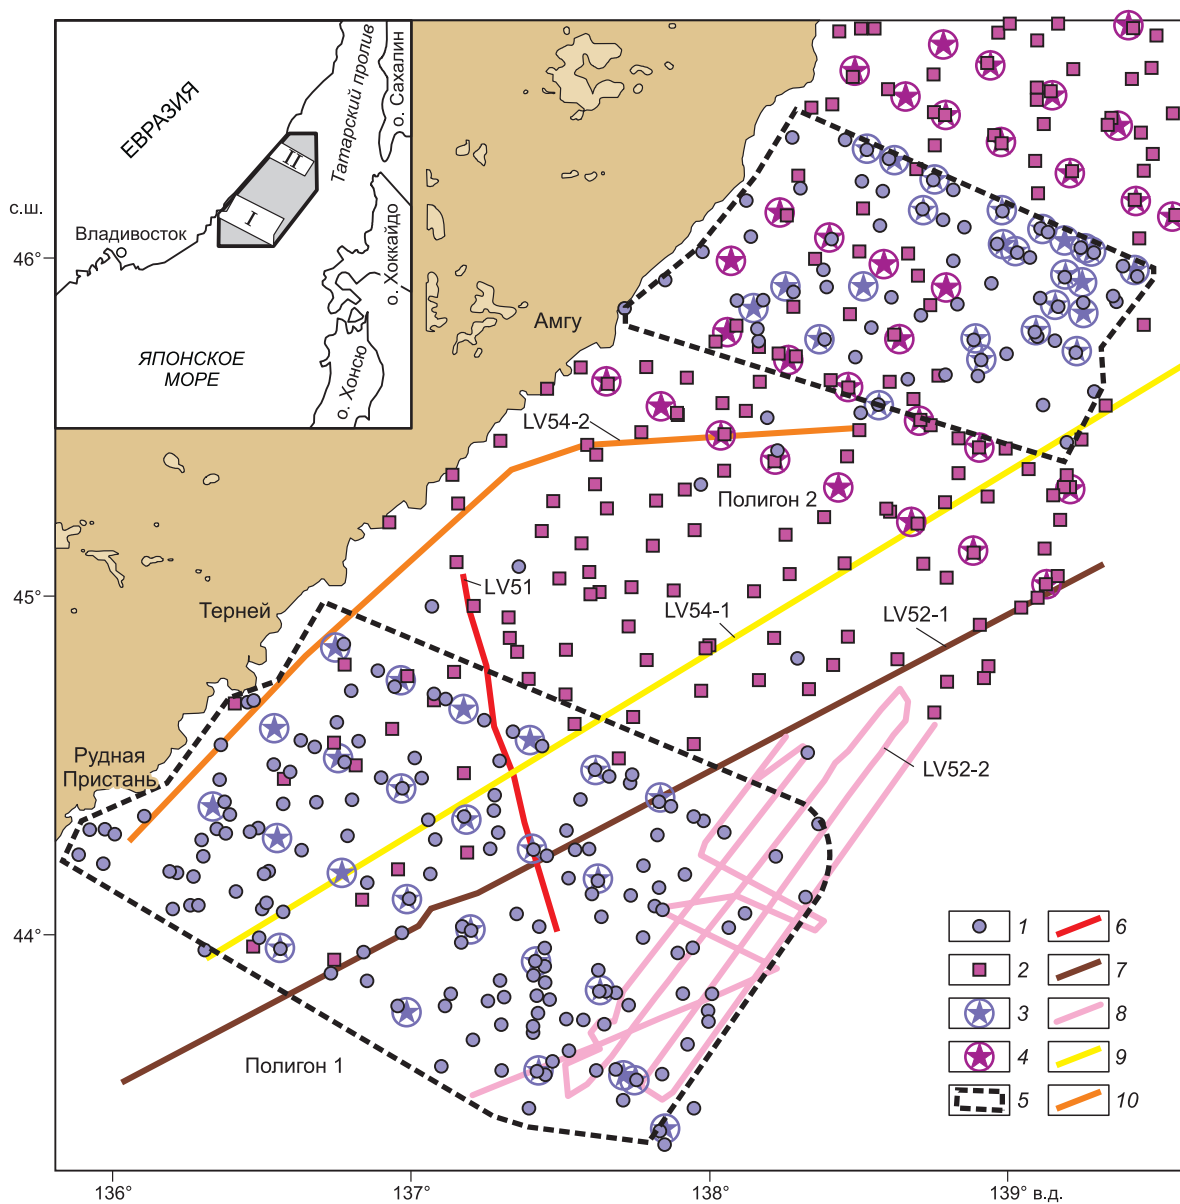 ЕВРАЗИЯ
Татарский пролив
о. Сахалин
II
I
Владивосток
о. Хоккайдо
ЯПОНСКОЕ
МОРЕ
о. Хонсю
с.ш.
46°
45°
44°
Амгу
LV54-2
Полигон 2
LV51
Терней
LV54-1
LV52-1
Рудная
Пристань
LV52-2
Полигон 1
1
2
3
4
5
6
7
8
9
10
136°
137°
138°
139° в.д.